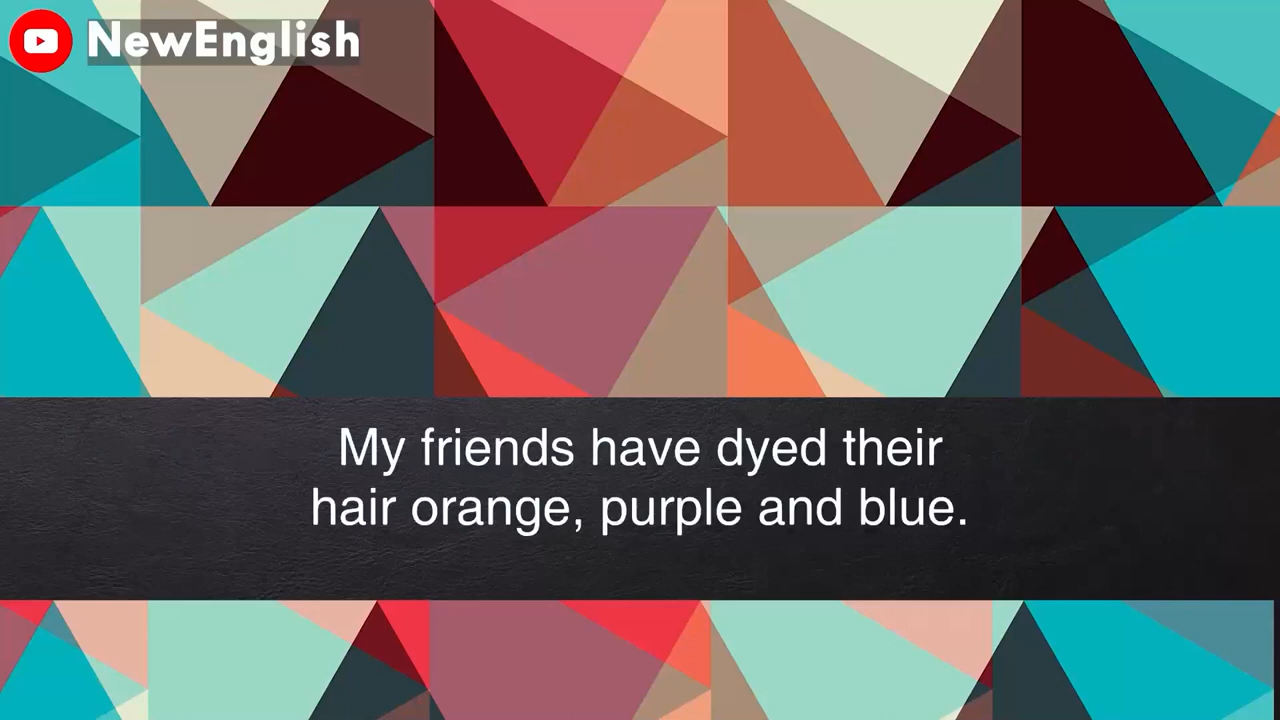 NewEnglish
My friends have dyed their
hair orange, purple and blue.